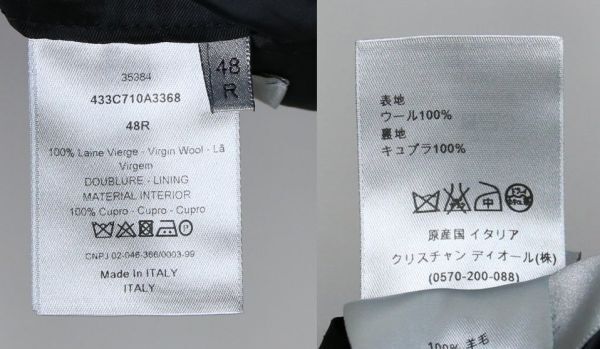 35384
433C710A3368
48R
100% Laine Vierge - Virgin Wool - Lã
Virgem
DOUBLURE - LINING
MATERIAL INTERIOR
100% Cupro - Cupro - Cupro
CNPJ 02-046-366/0003-99
Made In ITALY
ITALY
48
R
表地
ウール100%
裏地
キュプラ100%
中
原産国 イタリア
クリスチャン ディオール(株)
(0570-200-088)
100% 羊毛